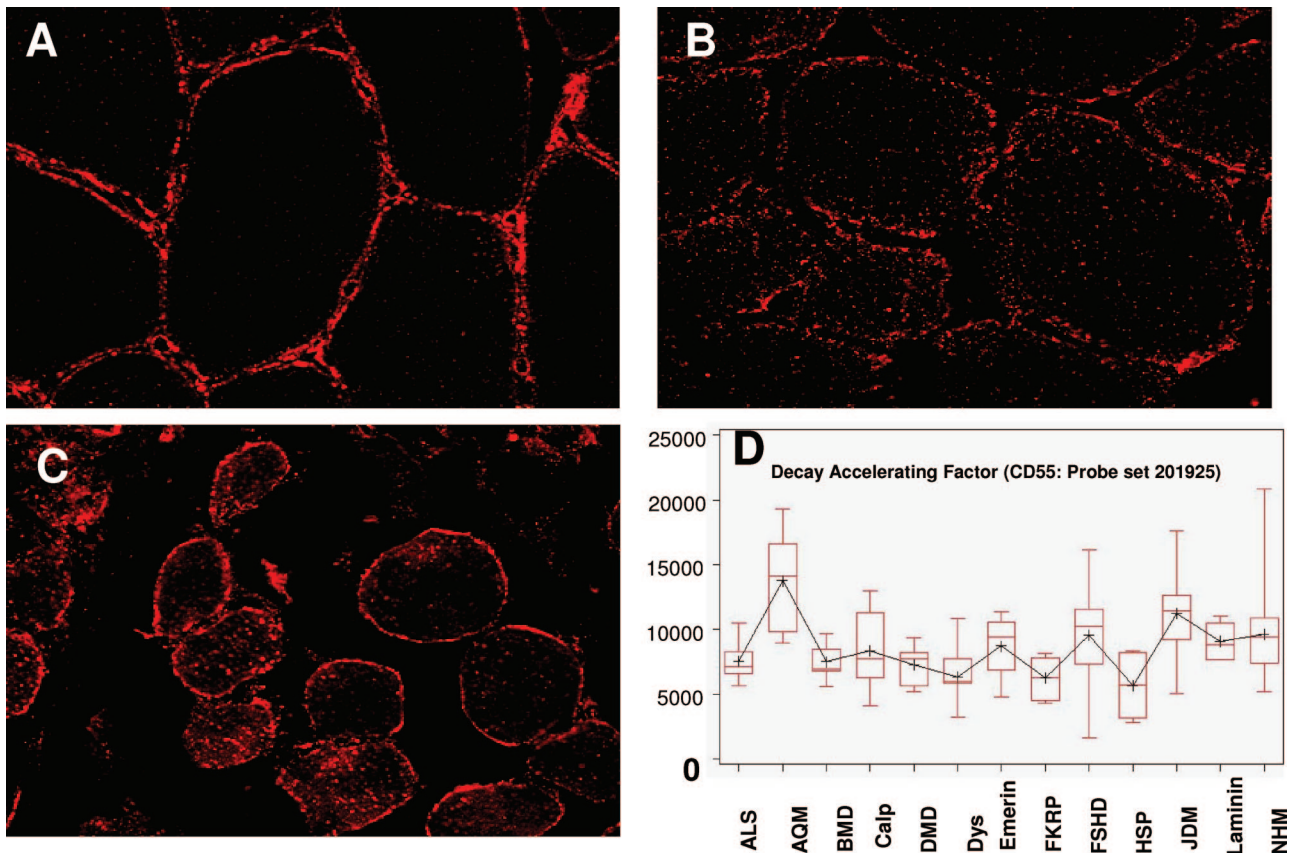 A
B
C
D
Decay Accelerating Factor (CD55: Probe set 201925)
25000
20000
15000
10000
5000
0
ALS
AQM
BMD
Calp
DMD
Dys
Emerin
FKRP
FSHD
HSP
JDM
Laminin
NHM